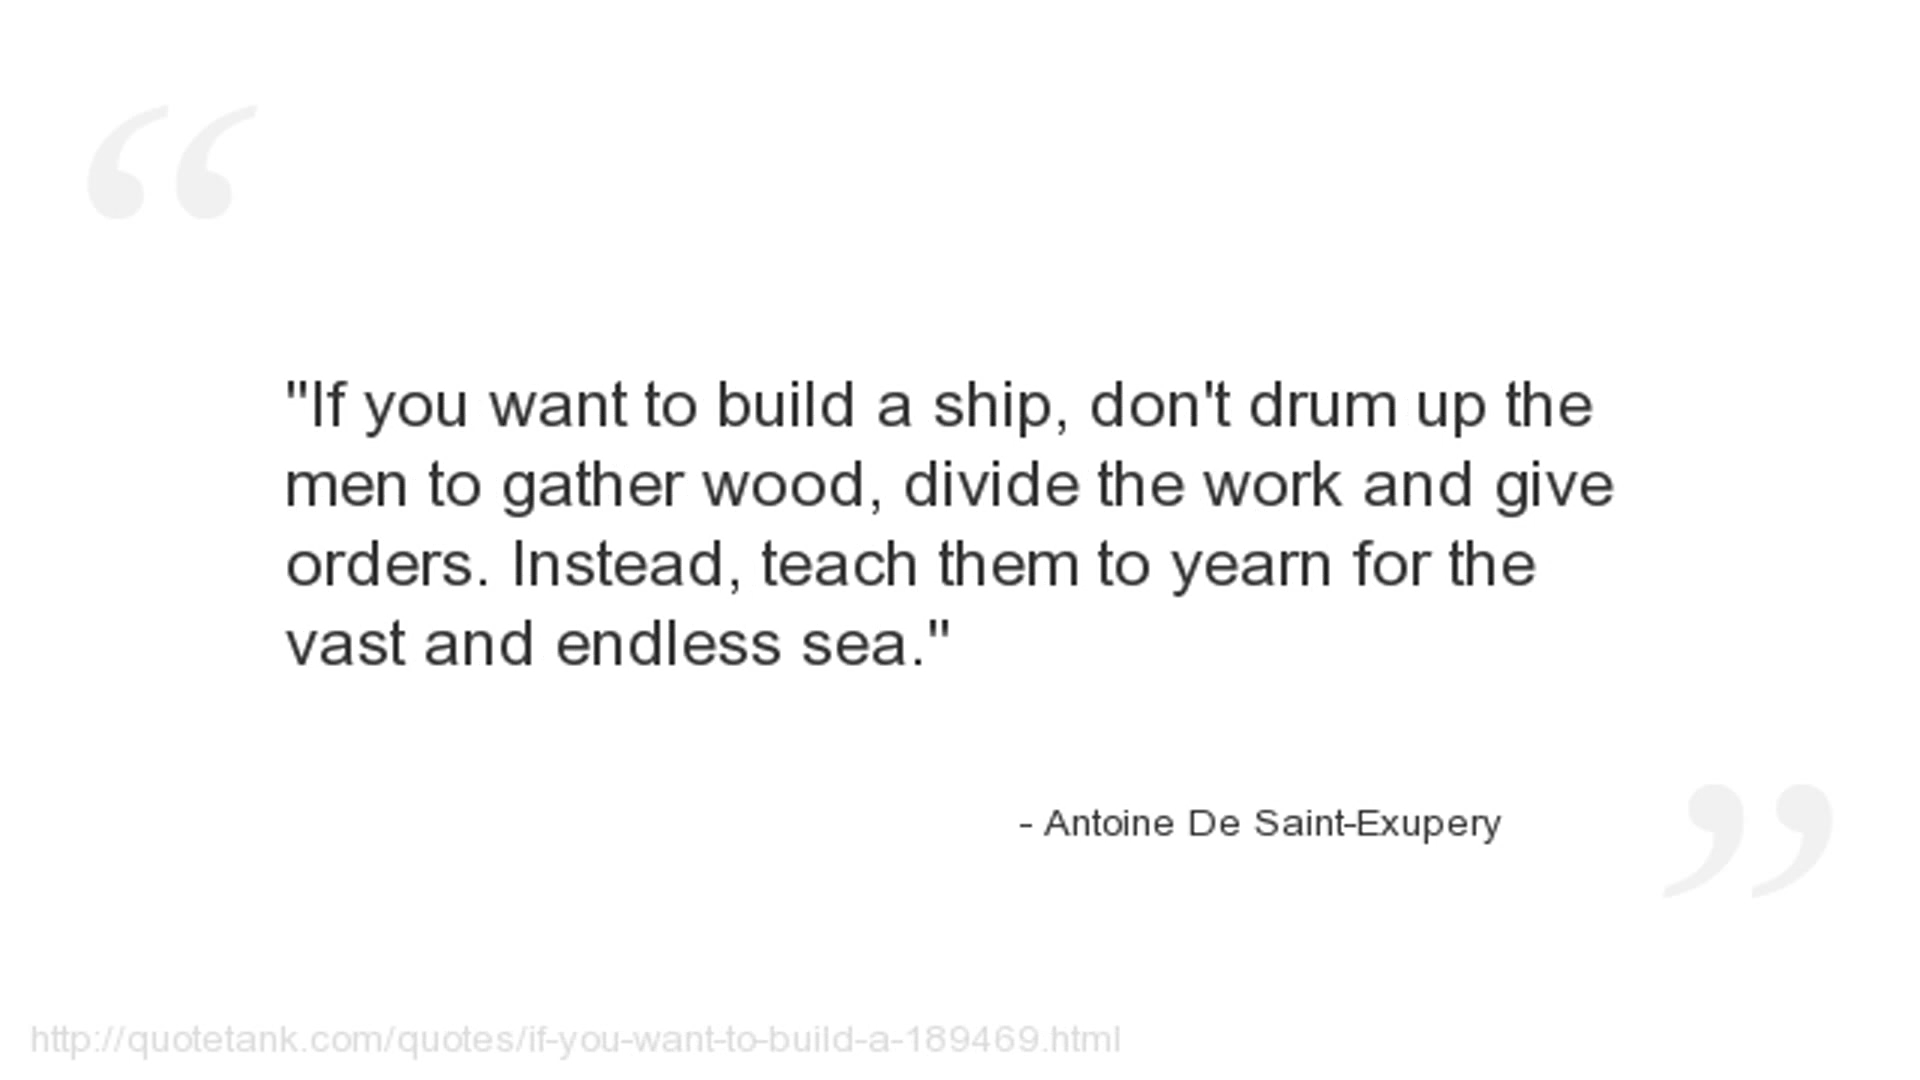 "If you want to build a ship, don't drum up the
men to gather wood, divide the work and give
orders. Instead, teach them to yearn for the
vast and endless sea."
- Antoine De Saint-Exupery
http://quotetank.com/quotes/if-you-want-to-build-a-189469.html